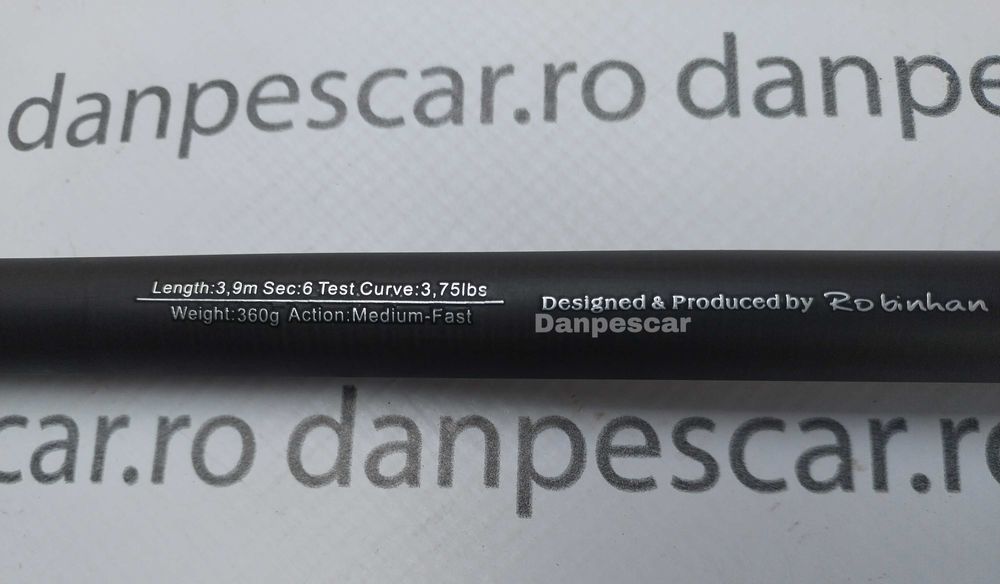 danpescar.ro danpe
Length:3,9m Sec:6 Test.Curve:3,75lbs
Weight:360g Action:Medium-Fast
Designed & Produced by Robinhan
Danpescar
car.ro danpescar.r